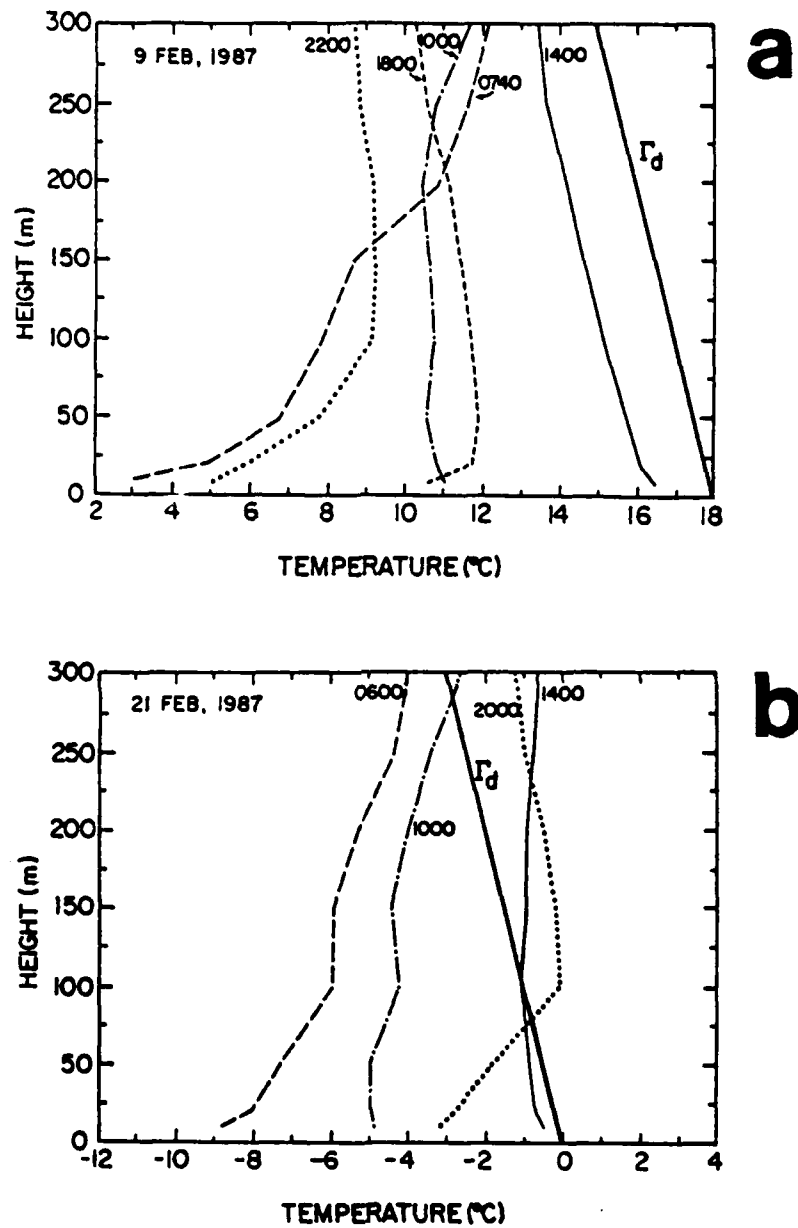 a
300
9 FEB, 1987
2200
1000
1800
0740
1400
250
Γd
200
HEIGHT (m)
150
100
50
0
2 4 6 8 10 12 14 16 18
TEMPERATURE (°C)
b
300
21 FEB, 1987
0600
2000
1400
250
Γd
200
1000
HEIGHT (m)
150
100
50
0
-12 -10 -8 -6 -4 -2 0 2 4
TEMPERATURE (°C)